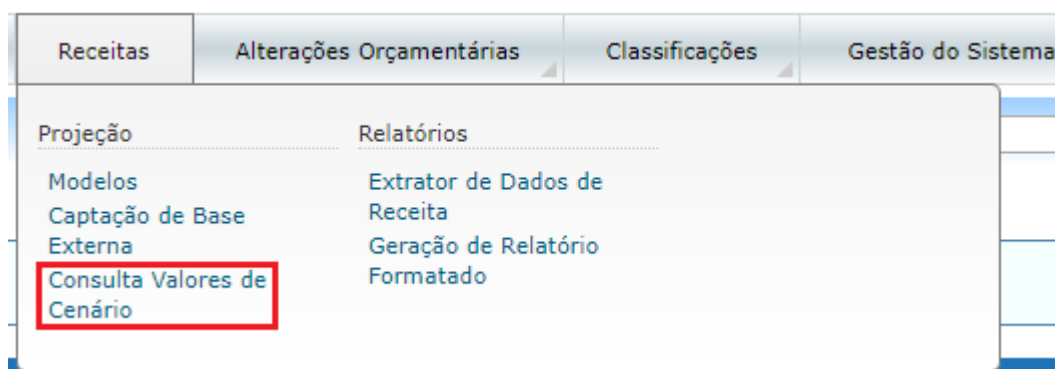 Receitas Alterações Orçamentárias Classificações Gestão do Sistema
Projeção
Modelos
Captação de Base
Externa
Consulta Valores de
Cenário
Relatórios
Extrator de Dados de
Receita
Geração de Relatório
Formatado